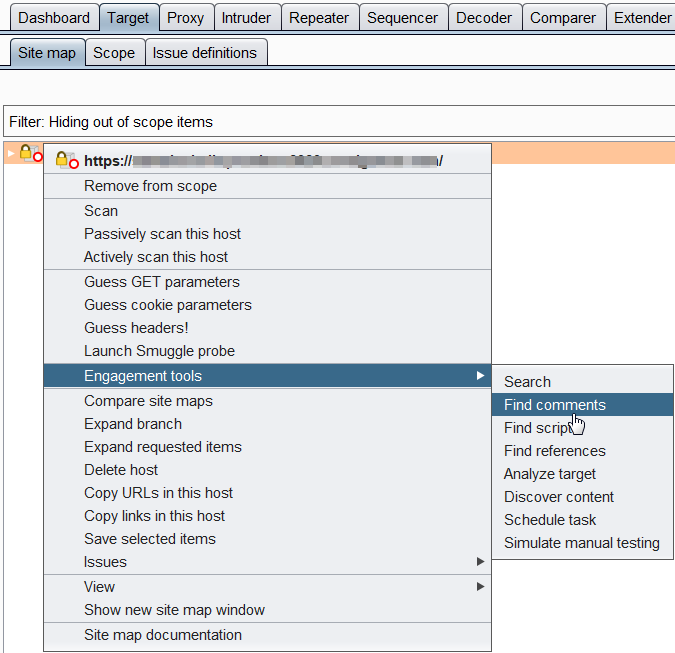 Dashboard Target Proxy Intruder Repeater Sequencer Decoder Comparer Extender
Site map Scope Issue definitions
Filter: Hiding out of scope items
https:// /
Remove from scope
Scan
Passively scan this host
Actively scan this host
Guess GET parameters
Guess cookie parameters
Guess headers!
Launch Smuggle probe
Engagement tools
Compare site maps
Expand branch
Expand requested items
Delete host
Copy URLs in this host
Copy links in this host
Save selected items
Issues
View
Show new site map window
Site map documentation
Search
Find comments
Find script
Find references
Analyze target
Discover content
Schedule task
Simulate manual testing